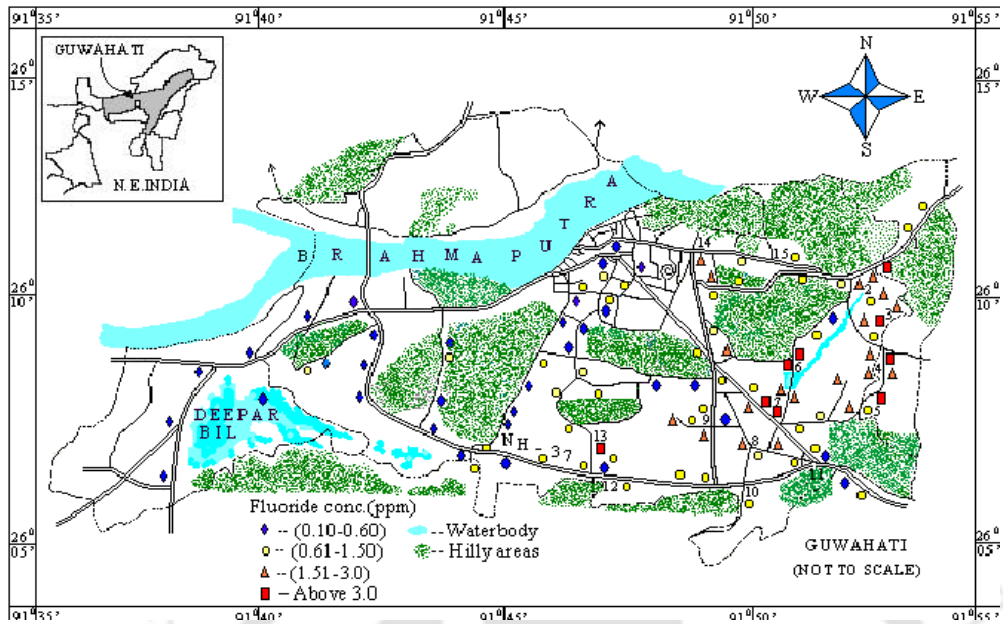 91°35' 91°40' 91°45' 91°50' 91°55'
26°
15'
26°
15'
GUWAHATI
N.E.INDIA
N
W E
S
BRAHMAPUTRA
14
15
1
26°
10'
26°
10'
2
3
4
5
6
7
8
9
DEEPAR
BIL
NH-37
13
12
11
10
Fluoride conc.(ppm)
-- (0.10-0.60) -- Waterbody
-- (0.61-1.50) -- Hilly areas
-- (1.51-3.0)
– Above 3.0
GUWAHATI
(NOT TO SCALE)
26°
05'
26°
05'
91°35' 91°40' 91°45' 91°50' 91°55'